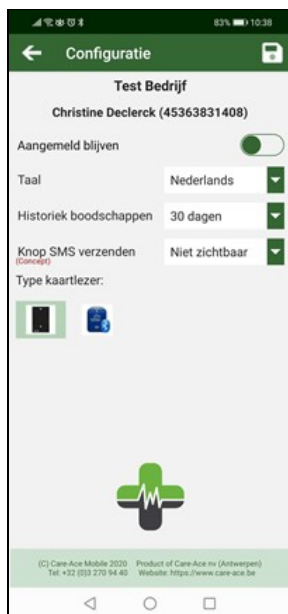 83% 10:38
Configuratie
Test Bedrijf
Christine Declerck (45363831408)
Aangemeld blijven
Taal Nederlands
Historiek boodschappen 30 dagen
Knop SMS verzenden Niet zichtbaar
(Concept)
Type kaartlezer:
(C) Care-Ace Mobile 2020 Product of Care-Ace nv (Antwerpen)
Tel: +32 (0)3 270 94 40 Website: https://www.care-ace.be